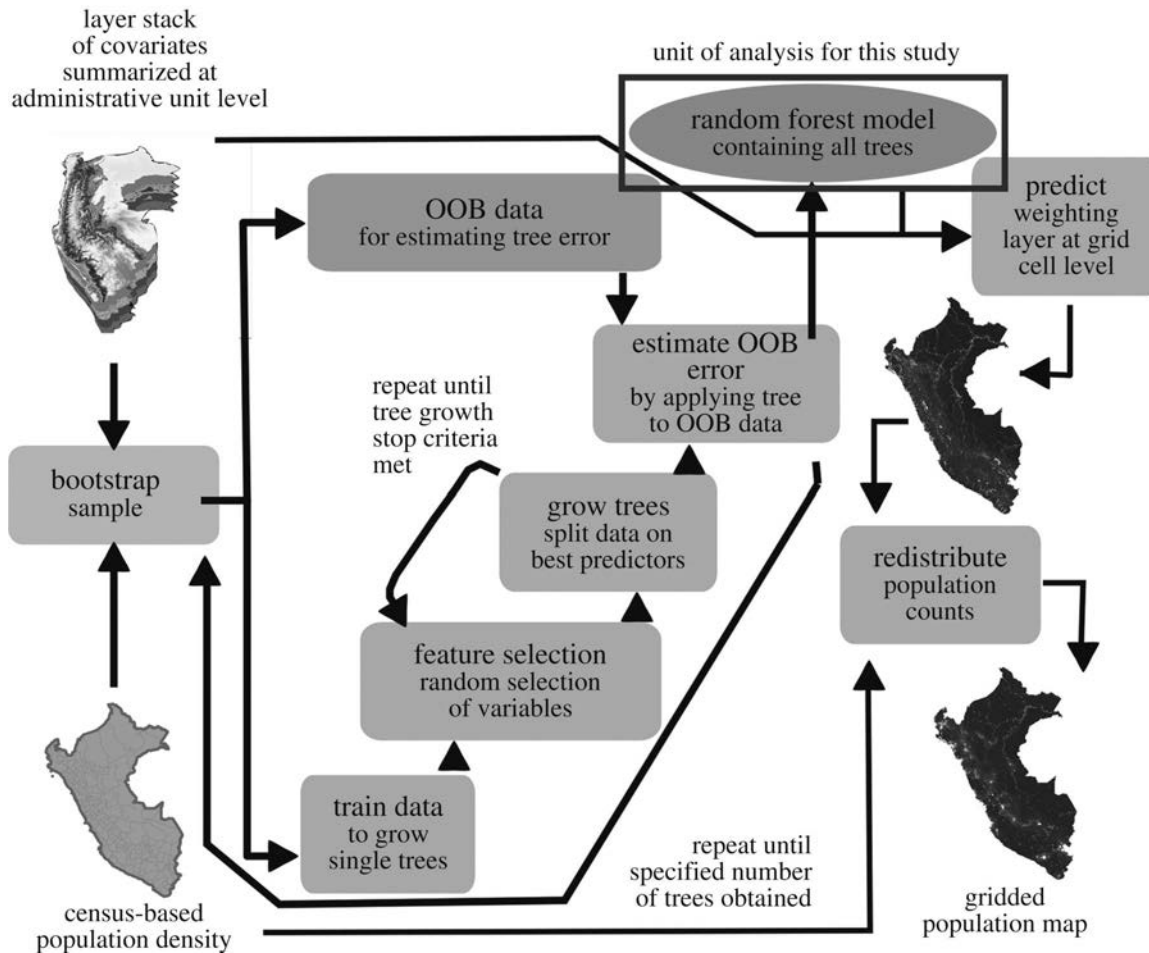 layer stack
of covariates
summarized at
administrative unit level
unit of analysis for this study
random forest model
containing all trees
predict
weighting
layer at grid
cell level
OOB data
for estimating tree error
estimate OOB
error
by applying tree
to OOB data
repeat until
tree growth
stop criteria
met
bootstrap
sample
grow trees
split data on
best predictors
redistribute
population
counts
feature selection
random selection
of variables
train data
to grow
single trees
repeat until
specified number
of trees obtained
census-based
population density
gridded
population map